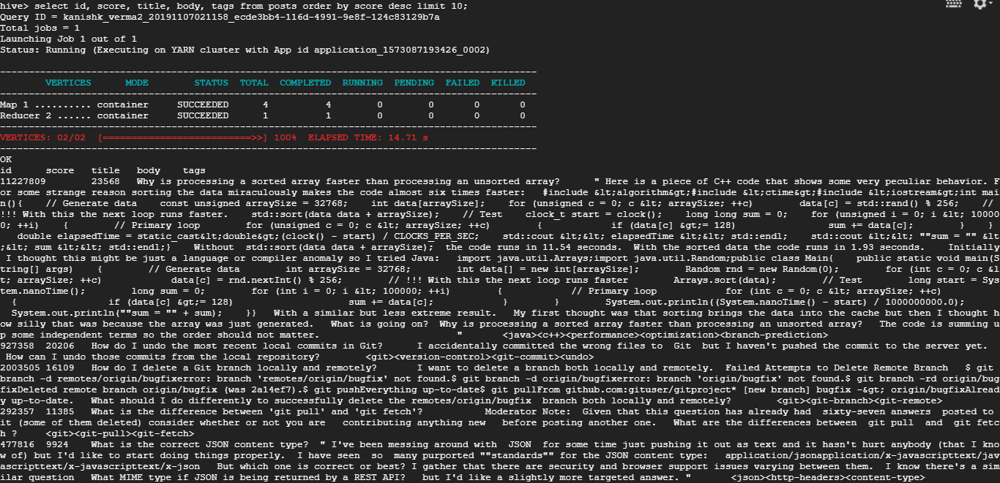 hive> select id, score, title, body, tags from posts order by score desc limit 10;
Query ID = kanishk_verma2_20191107021158_ecde3bb4-116d-4991-9e8f-124c83129b7a
Total jobs = 1
Launching Job 1 out of 1
Status: Running (Executing on YARN cluster with App id application_1573087193426_0002)
----------------------------------------------------------------------------------------------
        VERTICES      MODE        STATUS  TOTAL  COMPLETED  RUNNING  PENDING  FAILED  KILLED
----------------------------------------------------------------------------------------------
Map 1 .......... container     SUCCEEDED      4          4        0        0       0       0
Reducer 2 ...... container     SUCCEEDED      1          1        0        0       0       0
----------------------------------------------------------------------------------------------
VERTICES: 02/02  [==========================>>] 100%  ELAPSED TIME: 14.71 s
----------------------------------------------------------------------------------------------
OK
id      score   title   body    tags
11227809        23568   Why is processing a sorted array faster than processing an unsorted array?      " Here is a piece of C++ code that shows some very peculiar behavior. F
or some strange reason sorting the data miraculously makes the code almost six times faster:   #include &lt;algorithm&gt;#include &lt;ctime&gt;#include &lt;iostream&gt;int mai
n(){    // Generate data    const unsigned arraySize = 32768;    int data[arraySize];    for (unsigned c = 0; c &lt; arraySize; ++c)        data[c] = std::rand() % 256;    //
!!! With this the next loop runs faster.    std::sort(data data + arraySize);    // Test    clock_t start = clock();    long long sum = 0;    for (unsigned i = 0; i &lt; 10000
0; ++i)    {        // Primary loop        for (unsigned c = 0; c &lt; arraySize; ++c)        {            if (data[c] &gt;= 128)                sum += data[c];        }    }
   double elapsedTime = static_cast&lt;double&gt;(clock() - start) / CLOCKS_PER_SEC;    std::cout &lt;&lt; elapsedTime &lt;&lt; std::endl;    std::cout &lt;&lt; ""sum = "" &lt
;&lt; sum &lt;&lt; std::endl;}    Without  std::sort(data data + arraySize);  the code runs in 11.54 seconds.  With the sorted data the code runs in 1.93 seconds.    Initially
 I thought this might be just a language or compiler anomaly so I tried Java:   import java.util.Arrays;import java.util.Random;public class Main{    public static void main(S
tring[] args)    {        // Generate data        int arraySize = 32768;        int data[] = new int[arraySize];        Random rnd = new Random(0);        for (int c = 0; c &l
t; arraySize; ++c)            data[c] = rnd.nextInt() % 256;        // !!! With this the next loop runs faster        Arrays.sort(data);        // Test        long start = Sys
tem.nanoTime();        long sum = 0;        for (int i = 0; i &lt; 100000; ++i)        {            // Primary loop            for (int c = 0; c &lt; arraySize; ++c)
  {                if (data[c] &gt;= 128)                    sum += data[c];            }        }        System.out.println((System.nanoTime() - start) / 1000000000.0);
  System.out.println(""sum = "" + sum);    }}   With a similar but less extreme result.   My first thought was that sorting brings the data into the cache but then I thought h
ow silly that was because the array was just generated.   What is going on?  Why is processing a sorted array faster than processing an unsorted array?   The code is summing u
p some independent terms so the order should not matter.                        "       <java><c++><performance><optimization><branch-prediction>
927358  20206   How do I undo the most recent local commits in Git?      I accidentally committed the wrong files to  Git  but I haven't pushed the commit to the server yet.
 How can I undo those commits from the local repository?        <git><version-control><git-commit><undo>
2003505 16109   How do I delete a Git branch locally and remotely?       I want to delete a branch both locally and remotely.  Failed Attempts to Delete Remote Branch   $ git
branch -d remotes/origin/bugfixerror: branch 'remotes/origin/bugfix' not found.$ git branch -d origin/bugfixerror: branch 'origin/bugfix' not found.$ git branch -rd origin/bug
fixDeleted remote branch origin/bugfix (was 2a14ef7).$ git pushEverything up-to-date$ git pullFrom github.com:gituser/gitproject* [new branch] bugfix -&gt; origin/bugfixAlread
y up-to-date.   What should I do differently to successfully delete the remotes/origin/bugfix  branch both locally and remotely?        <git><git-branch><git-remote>
292357  11385   What is the difference between 'git pull' and 'git fetch'?           Moderator Note:  Given that this question has already had  sixty-seven answers  posted to
it (some of them deleted) consider whether or not you are   contributing anything new   before posting another one.   What are the differences between  git pull  and  git fetc
h ?     <git><git-pull><git-fetch>
477816  9924    What is the correct JSON content type?  " I've been messing around with  JSON  for some time just pushing it out as text and it hasn't hurt anybody (that I kno
w of) but I'd like to start doing things properly.  I have seen  so  many purported ""standards"" for the JSON content type:   application/jsonapplication/x-javascripttext/jav
ascripttext/x-javascripttext/x-json   But which one is correct or best? I gather that there are security and browser support issues varying between them.  I know there's a sim
ilar question   What MIME type if JSON is being returned by a REST API?   but I'd like a slightly more targeted answer. "       <json><http-headers><content-type>